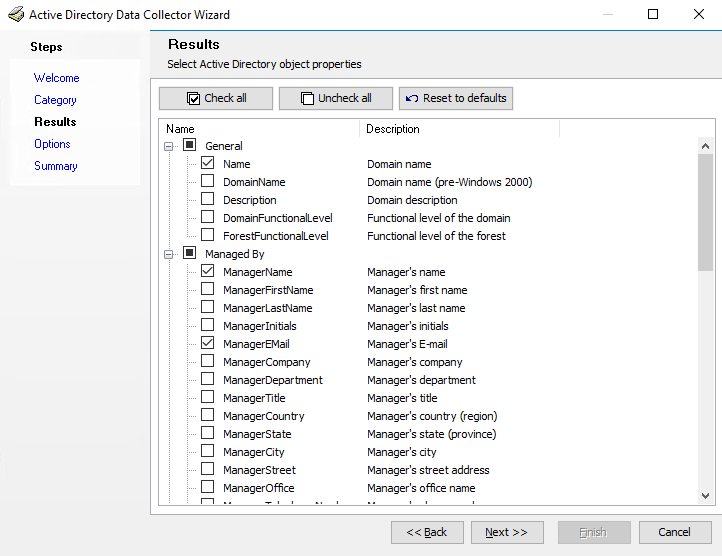 Active Directory Data Collector Wizard
Steps
Welcome
Category
Results
Options
Summary
Results
Select Active Directory object properties
Check all
Uncheck all
Reset to defaults
Name Description
General
Name Domain name
DomainName Domain name (pre-Windows 2000)
Description Domain description
DomainFunctionalLevel Functional level of the domain
ForestFunctionalLevel Functional level of the forest
Managed By
ManagerName Manager's name
ManagerFirstName Manager's first name
ManagerLastName Manager's last name
ManagerInitials Manager's initials
ManagerEMail Manager's E-mail
ManagerCompany Manager's company
ManagerDepartment Manager's department
ManagerTitle Manager's title
ManagerCountry Manager's country (region)
ManagerState Manager's state (province)
ManagerCity Manager's city
ManagerStreet Manager's street address
ManagerOffice Manager's office name
<< Back
Next >>
Finish
Cancel